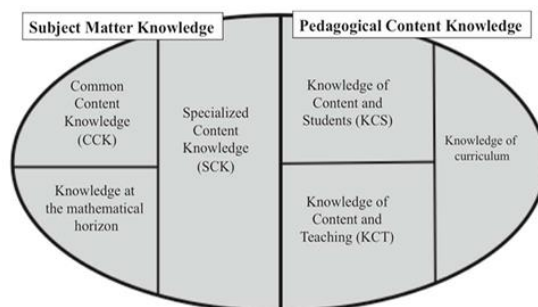 Subject Matter Knowledge
Pedagogical Content Knowledge
Common
Content
Knowledge
(CCK)
Knowledge at
the mathematical
horizon
Specialized
Content
Knowledge
(SCK)
Knowledge of
Content and
Students (KCS)
Knowledge of
Content and
Teaching (KCT)
Knowledge of
curriculum